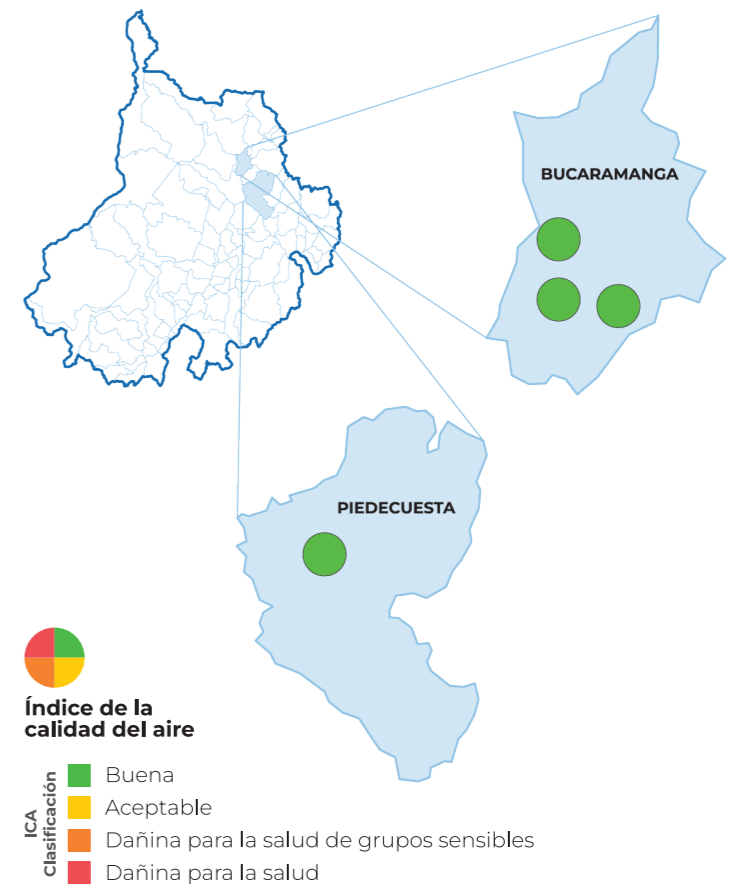 BUCARAMANGA
PIEDECUESTA
Índice de la
calidad del aire
ICA
Clasificación
Buena
Aceptable
Dañina para la salud de grupos sensibles
Dañina para la salud